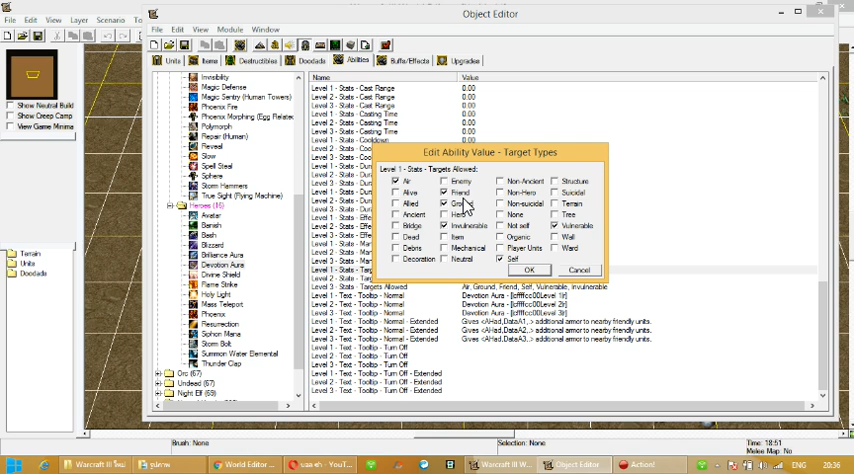 Object Editor
File Edit View Layer Scenario
File Edit View Module Window
Units Items Destructibles Doodads Abilities Buffs/Effects Upgrades
Show Neutral Build
Show Creep Camp
View Game Minima
Terrain
Units
Doodads
Invisibility
Magic Defense
Magic Sentry (Human Towers)
Phoenix Fire
Phoenix Morphing (Egg Related
Polymorph
Repair (Human)
Reveal
Slow
Spell Steal
Sphere
Storm Hammers
True Sight (Flying Machine)
Heroes (16)
Avatar
Banish
Bash
Blizzard
Brilliance Aura
Devotion Aura
Divine Shield
Flame Strike
Holy Light
Mass Teleport
Phoenix
Resurrection
Siphon Mana
Storm Bolt
Summon Water Elemental
Thunder Clap
Orc (67)
Undead (67)
Night Elf (69)
Name Value
Level 1 - Stats - Cast Range 0.00
Level 2 - Stats - Cast Range 0.00
Level 3 - Stats - Cast Range 0.00
Level 1 - Stats - Casting Time 0.00
Level 2 - Stats - Casting Time 0.00
Level 3 - Stats - Casting Time 0.00
Level 1 - Stats - Cooldown 0.00
Edit Ability Value - Target Types
Level 1 - Stats - Targets Allowed:
Air Enemy Non-Ancient Structure
Alive Friend Non-Hero Suicidal
Allied Non-suicidal Terrain
Ancient Hero None Tree
Bridge Invulnerable Not self Vulnerable
Dead Item Organic Wall
Debris Mechanical Player Units Ward
Decoration Neutral Self
OK Cancel
Level 3 - Stats - Targets Allowed Air, Ground, Friend, Self, Vulnerable, Invulnerable
Level 1 - Text - Tooltip - Normal Devotion Aura - [|cffffcc00Level 1|r]
Level 2 - Text - Tooltip - Normal Devotion Aura - [|cffffcc00Level 2|r]
Level 3 - Text - Tooltip - Normal Devotion Aura - [|cffffcc00Level 3|r]
Level 1 - Text - Tooltip - Normal - Extended Gives <AHad,DataA1,> additional armor to nearby friendly units.
Level 2 - Text - Tooltip - Normal - Extended Gives <AHad,DataA2,> additional armor to nearby friendly units.
Level 3 - Text - Tooltip - Normal - Extended Gives <AHad,DataA3,> additional armor to nearby friendly units.
Level 1 - Text - Tooltip - Turn Off
Level 2 - Text - Tooltip - Turn Off
Level 3 - Text - Tooltip - Turn Off
Level 1 - Text - Tooltip - Turn Off - Extended
Level 2 - Text - Tooltip - Turn Off - Extended
Level 3 - Text - Tooltip - Turn Off - Extended
Brush: None Selection: None Time: 18:51
Melee Map: No
Warcraft III ใหม่ รูปภาพ World Editor ... Warcraft III W... Object Editor Action! ENG 20:36